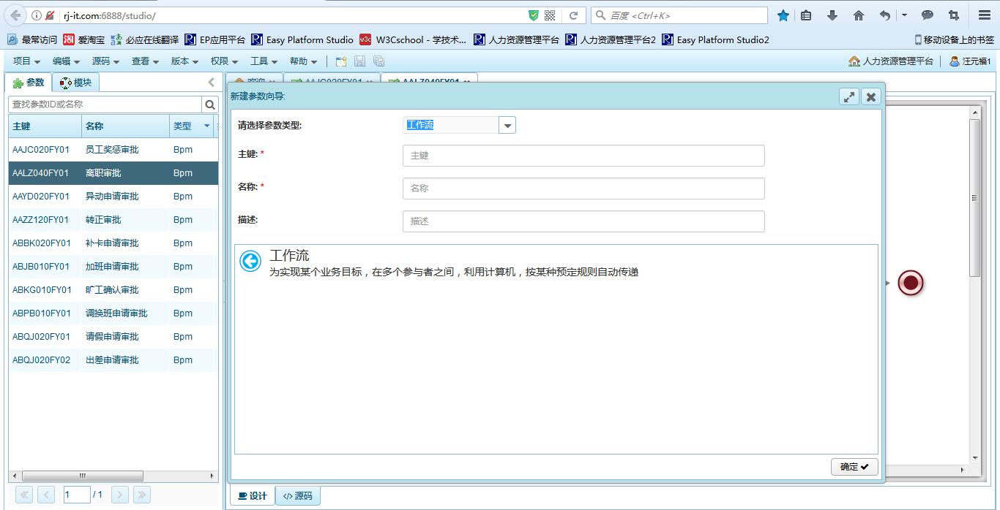 rj-it.com:6888/studio/
百度 <Ctrl+K>
最常访问 爱淘宝 必应在线翻译 EP应用平台 Easy Platform Studio W3Cschool - 学技术... 人力资源管理平台 人力资源管理平台2 Easy Platform Studio2 移动设备上的书签
项目 编辑 源码 查看 版本 权限 工具 帮助 人力资源管理平台 汪元福1
参数 模块
AALZ040FY01
查找参数ID或名称
主键 名称 类型
AAJC020FY01 员工奖惩审批 Bpm
AALZ040FY01 离职审批 Bpm
AAYD020FY01 异动申请审批 Bpm
AAZZ120FY01 转正审批 Bpm
ABBK020FY01 补卡申请审批 Bpm
ABJB010FY01 加班申请审批 Bpm
ABKG010FY01 旷工确认审批 Bpm
ABPB010FY01 调换班申请审批 Bpm
ABQJ020FY01 请假申请审批 Bpm
ABQJ020FY02 出差申请审批 Bpm
1 / 1
新建参数向导:
请选择参数类型: 工作流
主键: * 主键
名称: * 名称
描述: 描述
工作流
为实现某个业务目标，在多个参与者之间，利用计算机，按某种预定规则自动传递
确定
设计 </> 源码